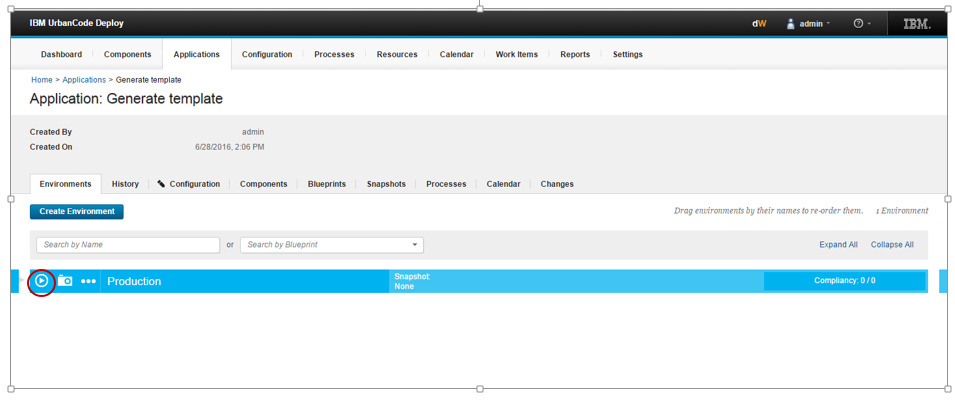 IBM UrbanCode Deploy dW admin ? IBM.
Dashboard Components Applications Configuration Processes Resources Calendar Work Items Reports Settings
Home > Applications > Generate template
Application: Generate template
Created By admin
Created On 6/28/2016, 2:06 PM
Environments History Configuration Components Blueprints Snapshots Processes Calendar Changes
Create Environment Drag environments by their names to re-order them. 1 Environment
Search by Name or Search by Blueprint Expand All Collapse All
Production Snapshot: Compliancy: 0 / 0
None